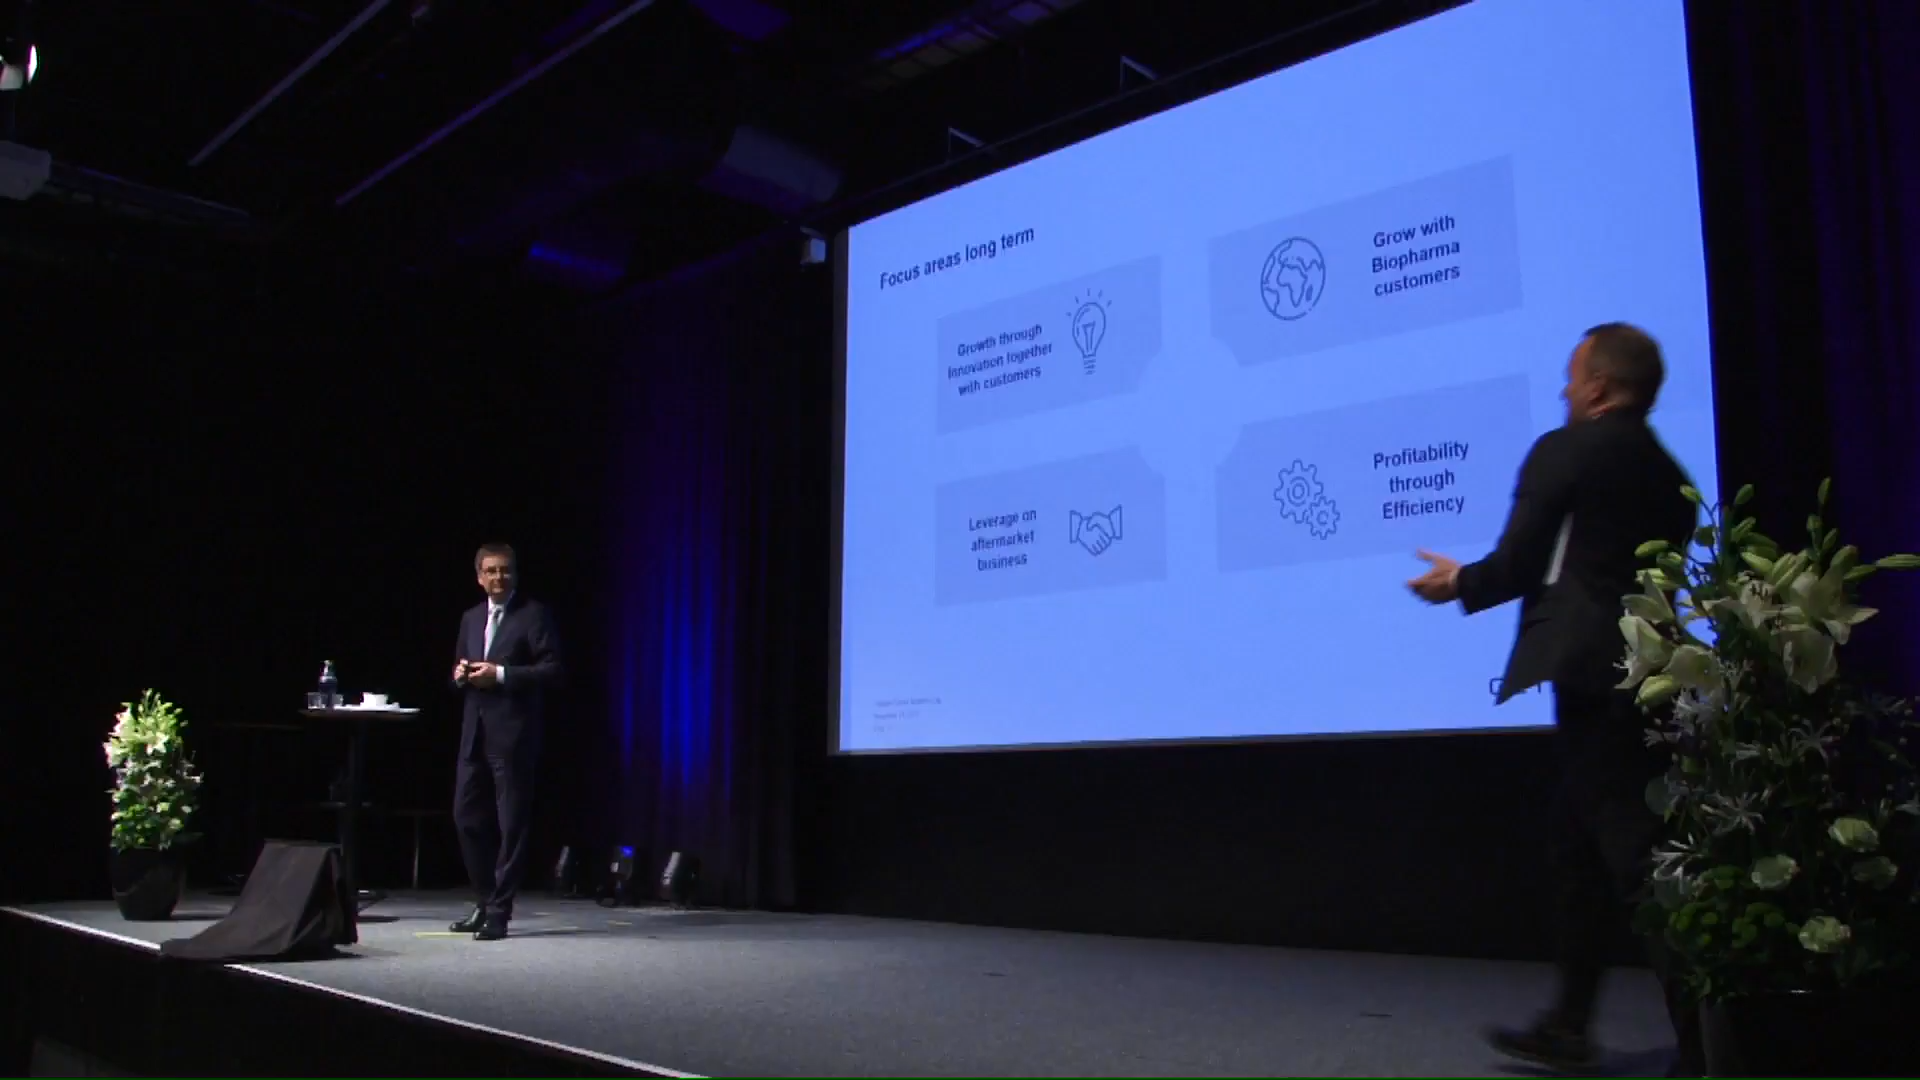 Focus areas long term
Growth through
Innovation together
with customers
Grow with
Biopharma
customers
Leverage on
aftermarket
business
Profitability
through
Efficiency